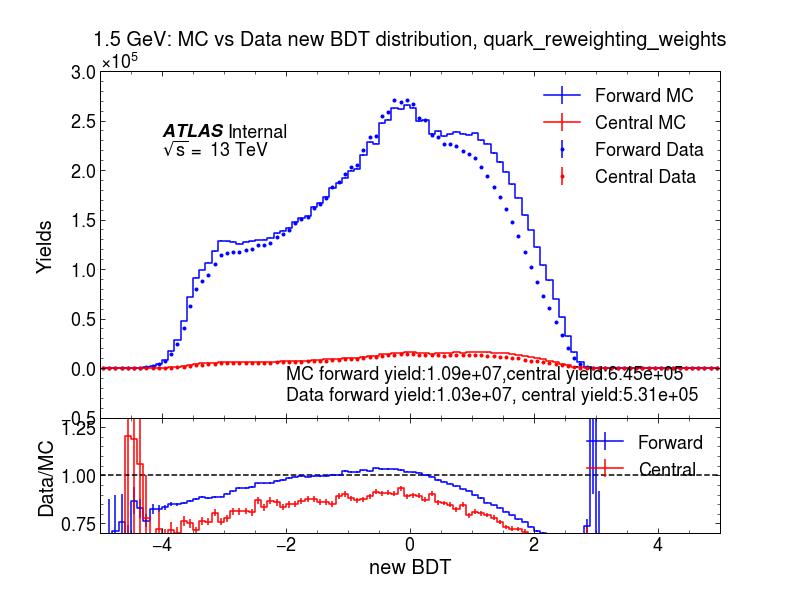 1.5 GeV: MC vs Data new BDT distribution, quark_reweighting_weights
×10⁵
3.0
2.5
2.0
1.5
1.0
0.5
0.0
0.5
Yields
ATLAS Internal
√s = 13 TeV
Forward MC
Central MC
Forward Data
Central Data
MC forward yield:1.09e+07,central yield:6.45e+05
Data forward yield:1.03e+07, central yield:5.31e+05
1.25
1.00
0.75
Data/MC
Forward
Central
−4 −2 0 2 4
new BDT